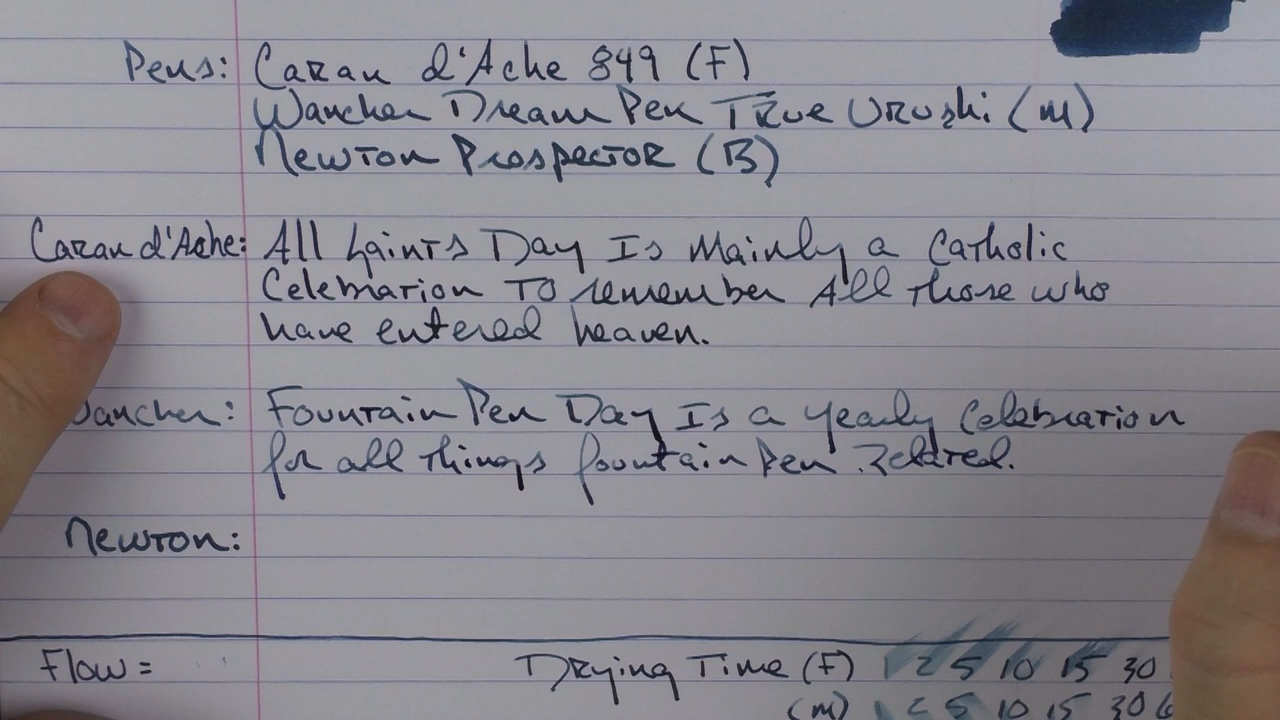 Pens: Caran d'Ache 849 (F)
Wancher Dream Pen True Urushi (M)
Newton Prospector (B)
Caran d'Ache: All Saints Day Is Mainly a Catholic
Celebration To remember All those who
have entered heaven.
Wancher: Fountain Pen Day Is a yearly Celebration
for all things fountain Pen Related.
Newton:
Flow = Drying Time (F) 1 2 5 10 15 30
(M) 1 2 5 10 15 30 6